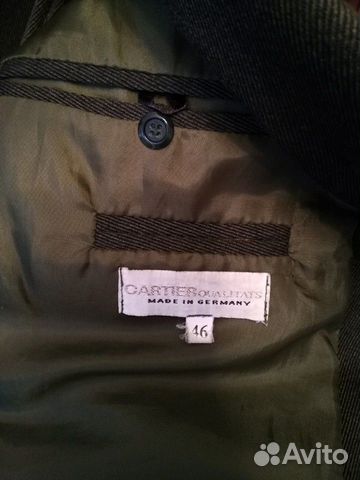 CARTIER QUALITATS
MADE IN GERMANY
46
Avito